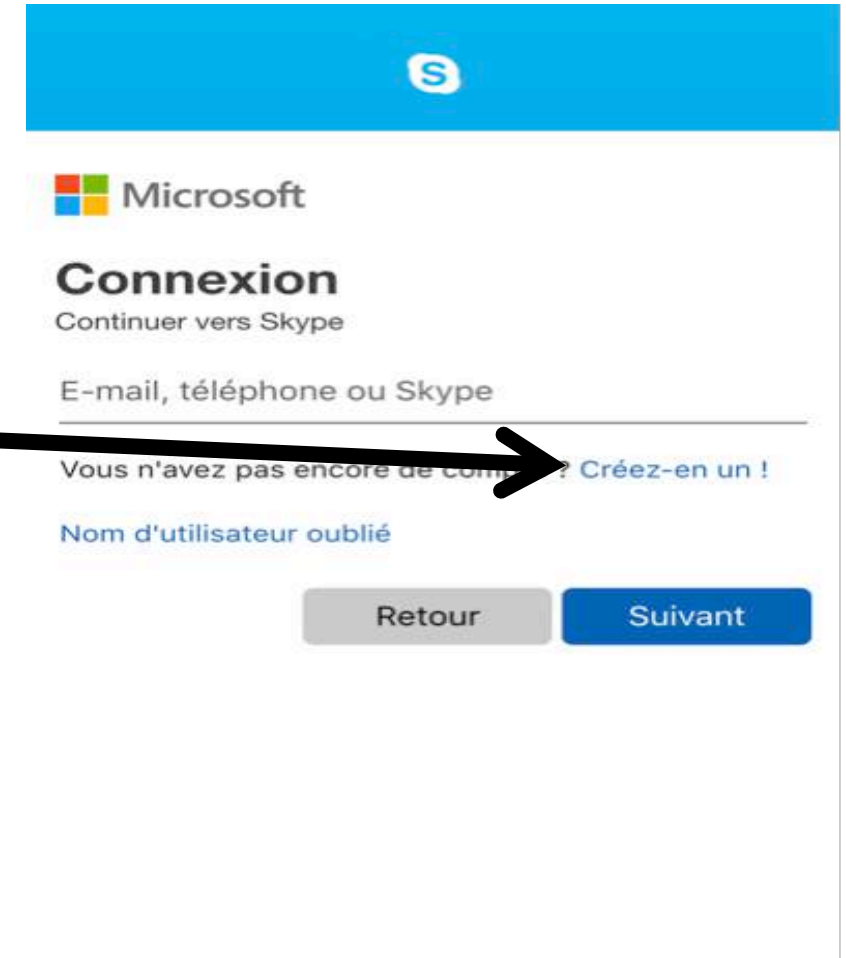 S
Microsoft
Connexion
Continuer vers Skype
E-mail, téléphone ou Skype
Vous n'avez pas encore de ? Créez-en un !
Nom d'utilisateur oublié
Retour
Suivant